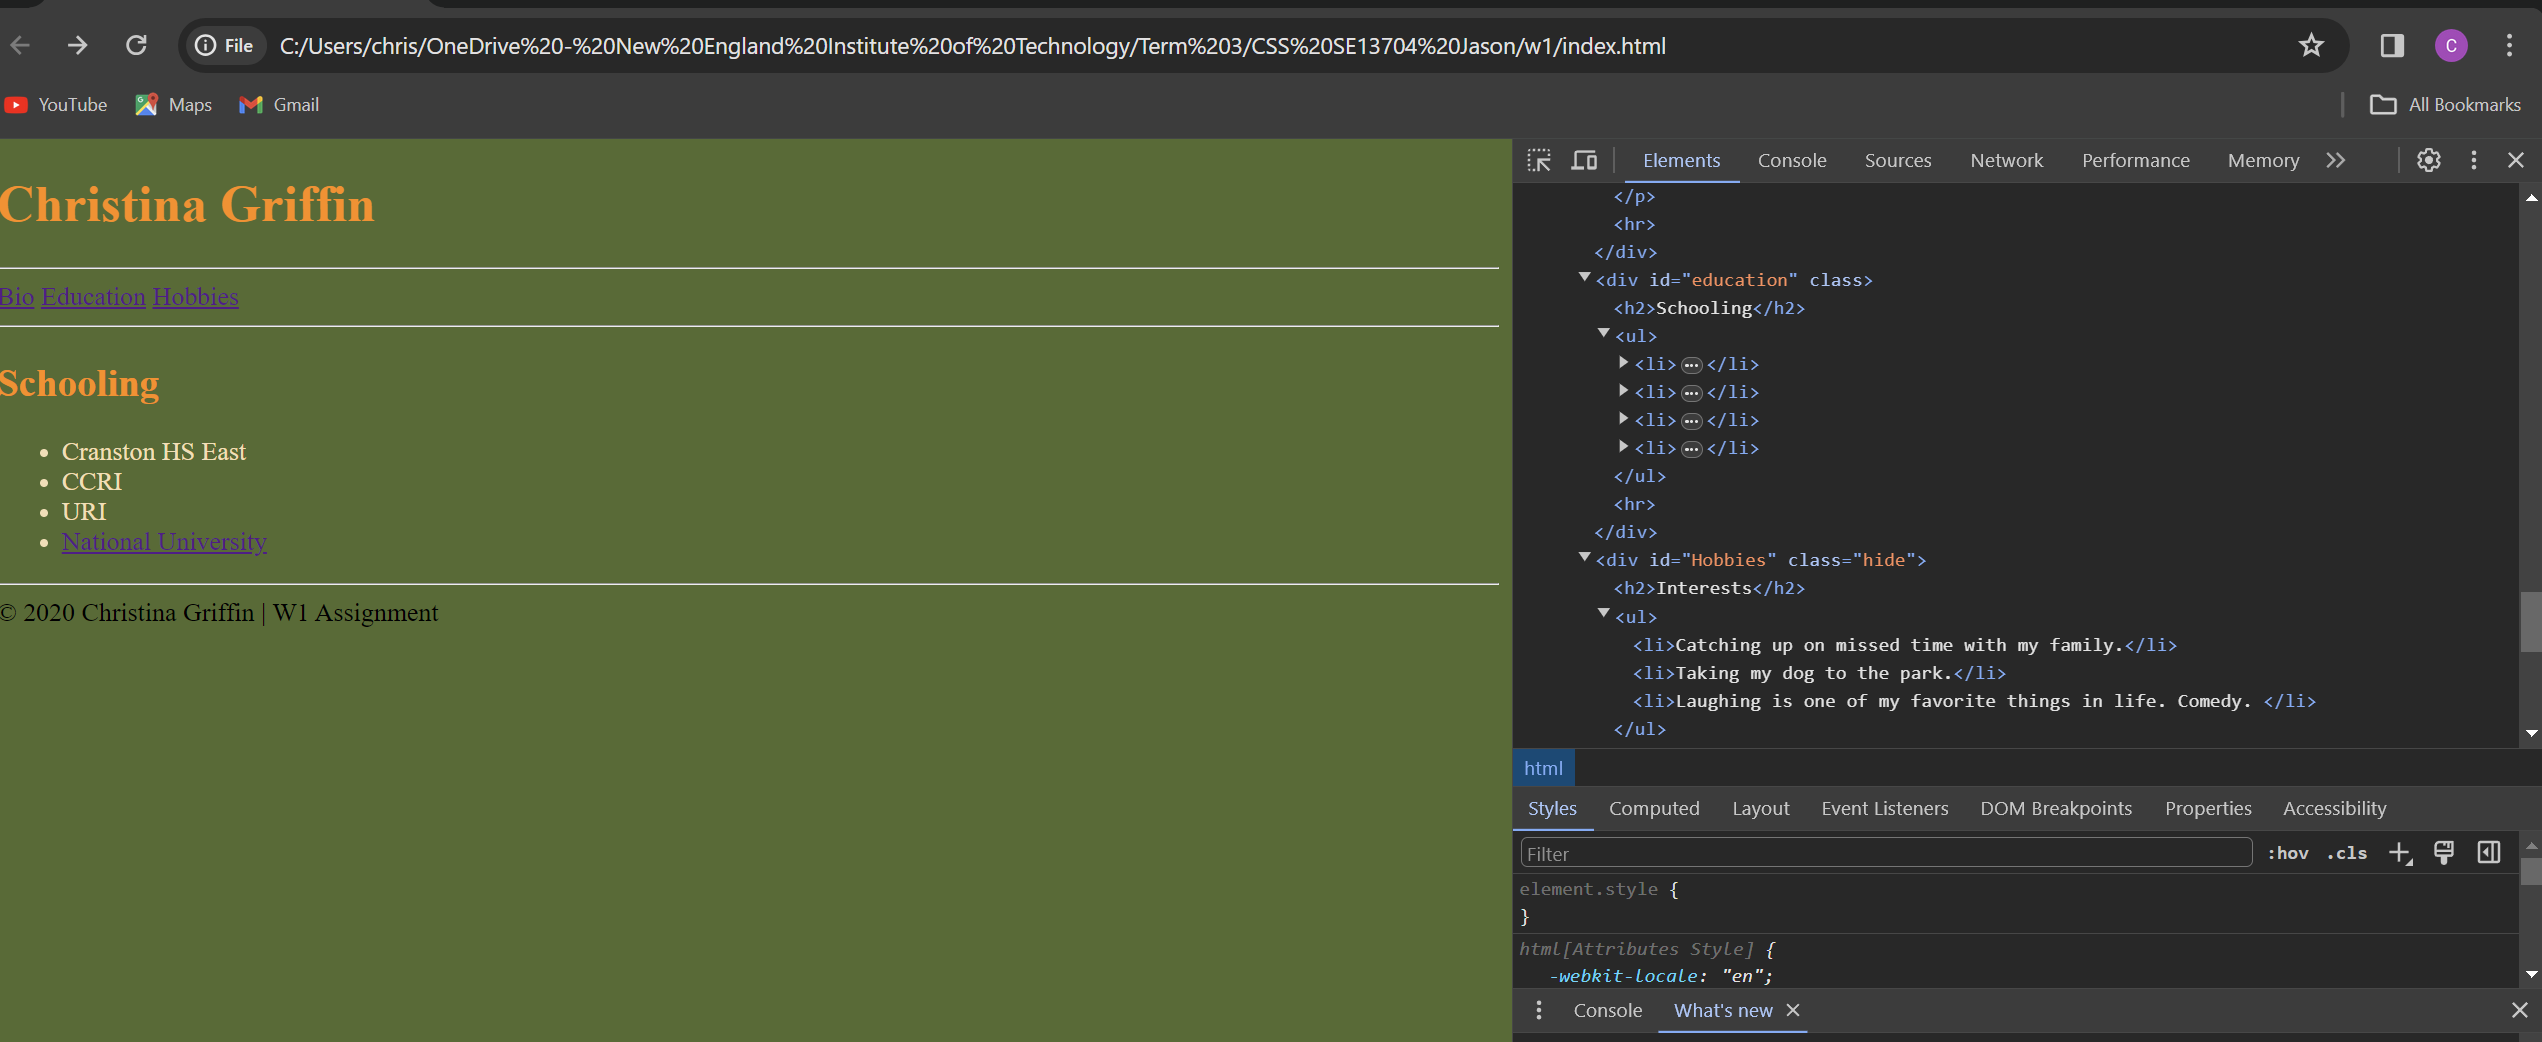 File C:/Users/chris/OneDrive%20-%20New%20England%20Institute%20of%20Technology/Term%203/CSS%20SE13704%20Jason/w1/index.html C
YouTube Maps Gmail All Bookmarks
Christina Griffin
Bio Education Hobbies
Schooling
• Cranston HS East
• CCRI
• URI
• National University
© 2020 Christina Griffin | W1 Assignment
Elements Console Sources Network Performance Memory
</p>
<hr>
</div>
<div id="education" class>
<h2>Schooling</h2>
<ul>
<li>…</li>
<li>…</li>
<li>…</li>
<li>…</li>
</ul>
<hr>
</div>
<div id="Hobbies" class="hide">
<h2>Interests</h2>
<ul>
<li>Catching up on missed time with my family.</li>
<li>Taking my dog to the park.</li>
<li>Laughing is one of my favorite things in life. Comedy. </li>
</ul>
html
Styles Computed Layout Event Listeners DOM Breakpoints Properties Accessibility
Filter :hov .cls
element.style {
}
html[Attributes Style] {
-webkit-locale: "en";
Console What's new